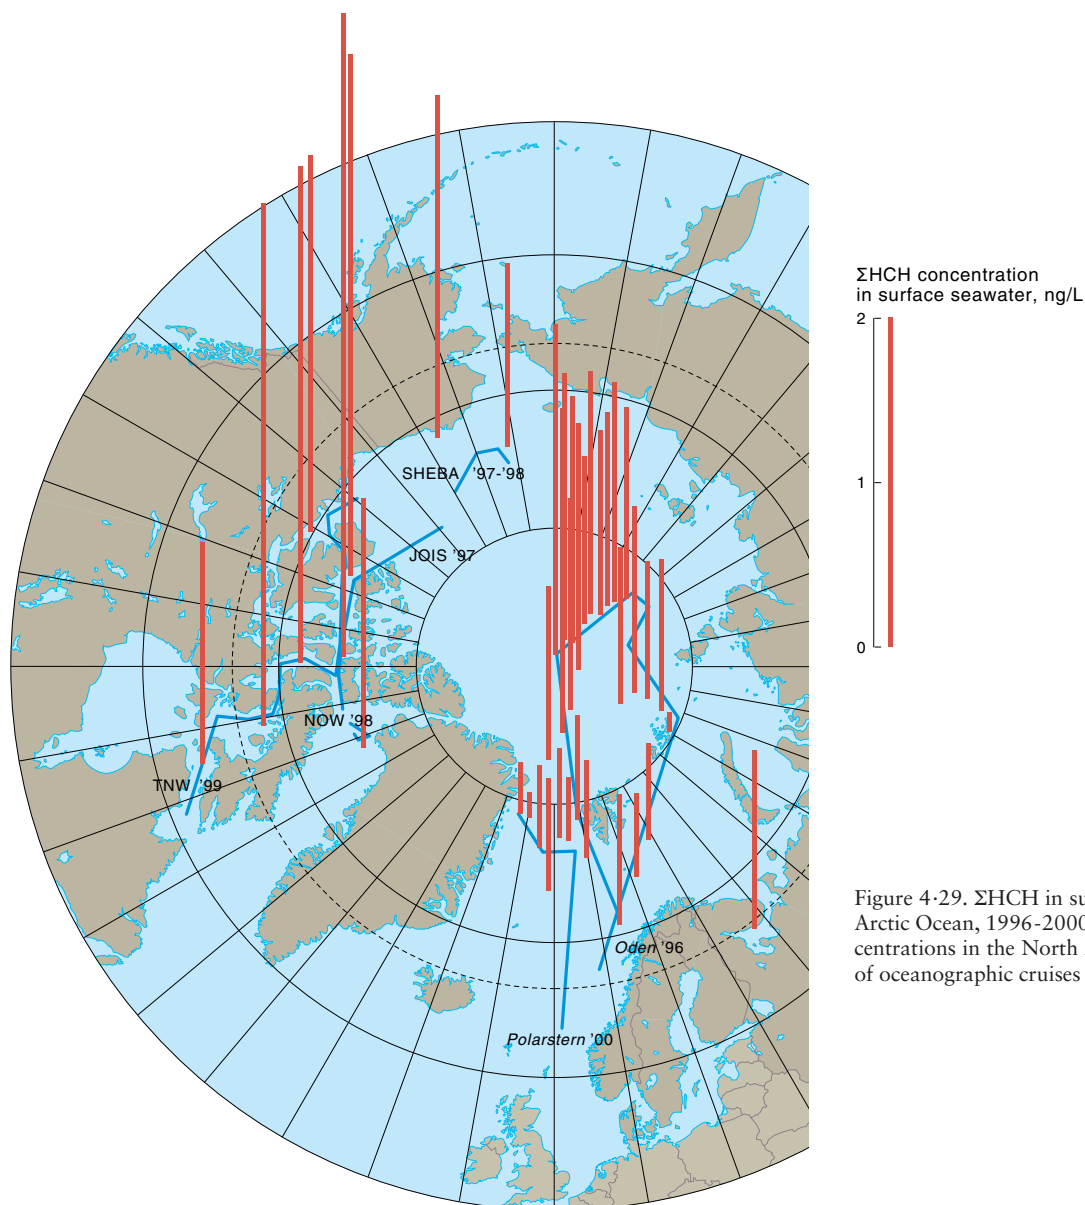 ΣHCH concentration
in surface seawater, ng/L
2
1
0
SHEBA '97-'98
JOIS '97
NOW '98
TNW '99
Oden '96
Polarstern '00
Figure 4·29. ΣHCH in su
Arctic Ocean, 1996-2000
centrations in the North
of oceanographic cruises